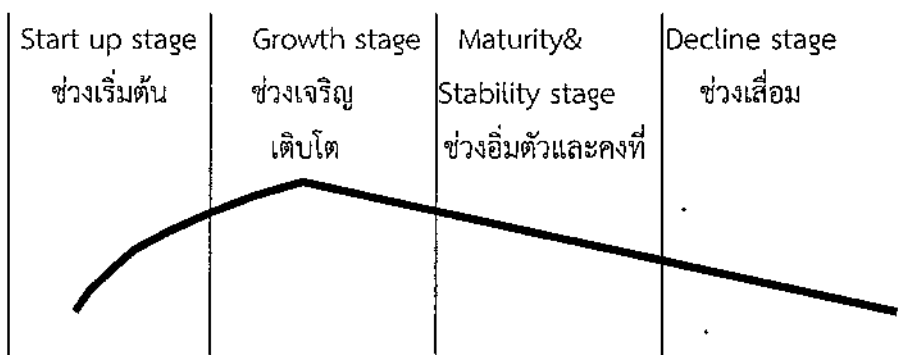 Start up stage
ช่วงเริ่มต้น
Growth stage
ช่วงเจริญ
เติบโต
Maturity&
Stability stage
ช่วงอิ่มตัวและคงที่
Decline stage
ช่วงเสื่อม